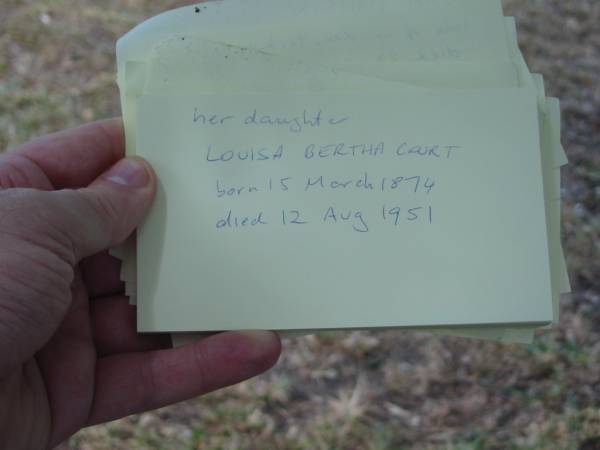 her daughter
LOUISA BERTHA COURT
born 15 March 1874
died 12 Aug 1951